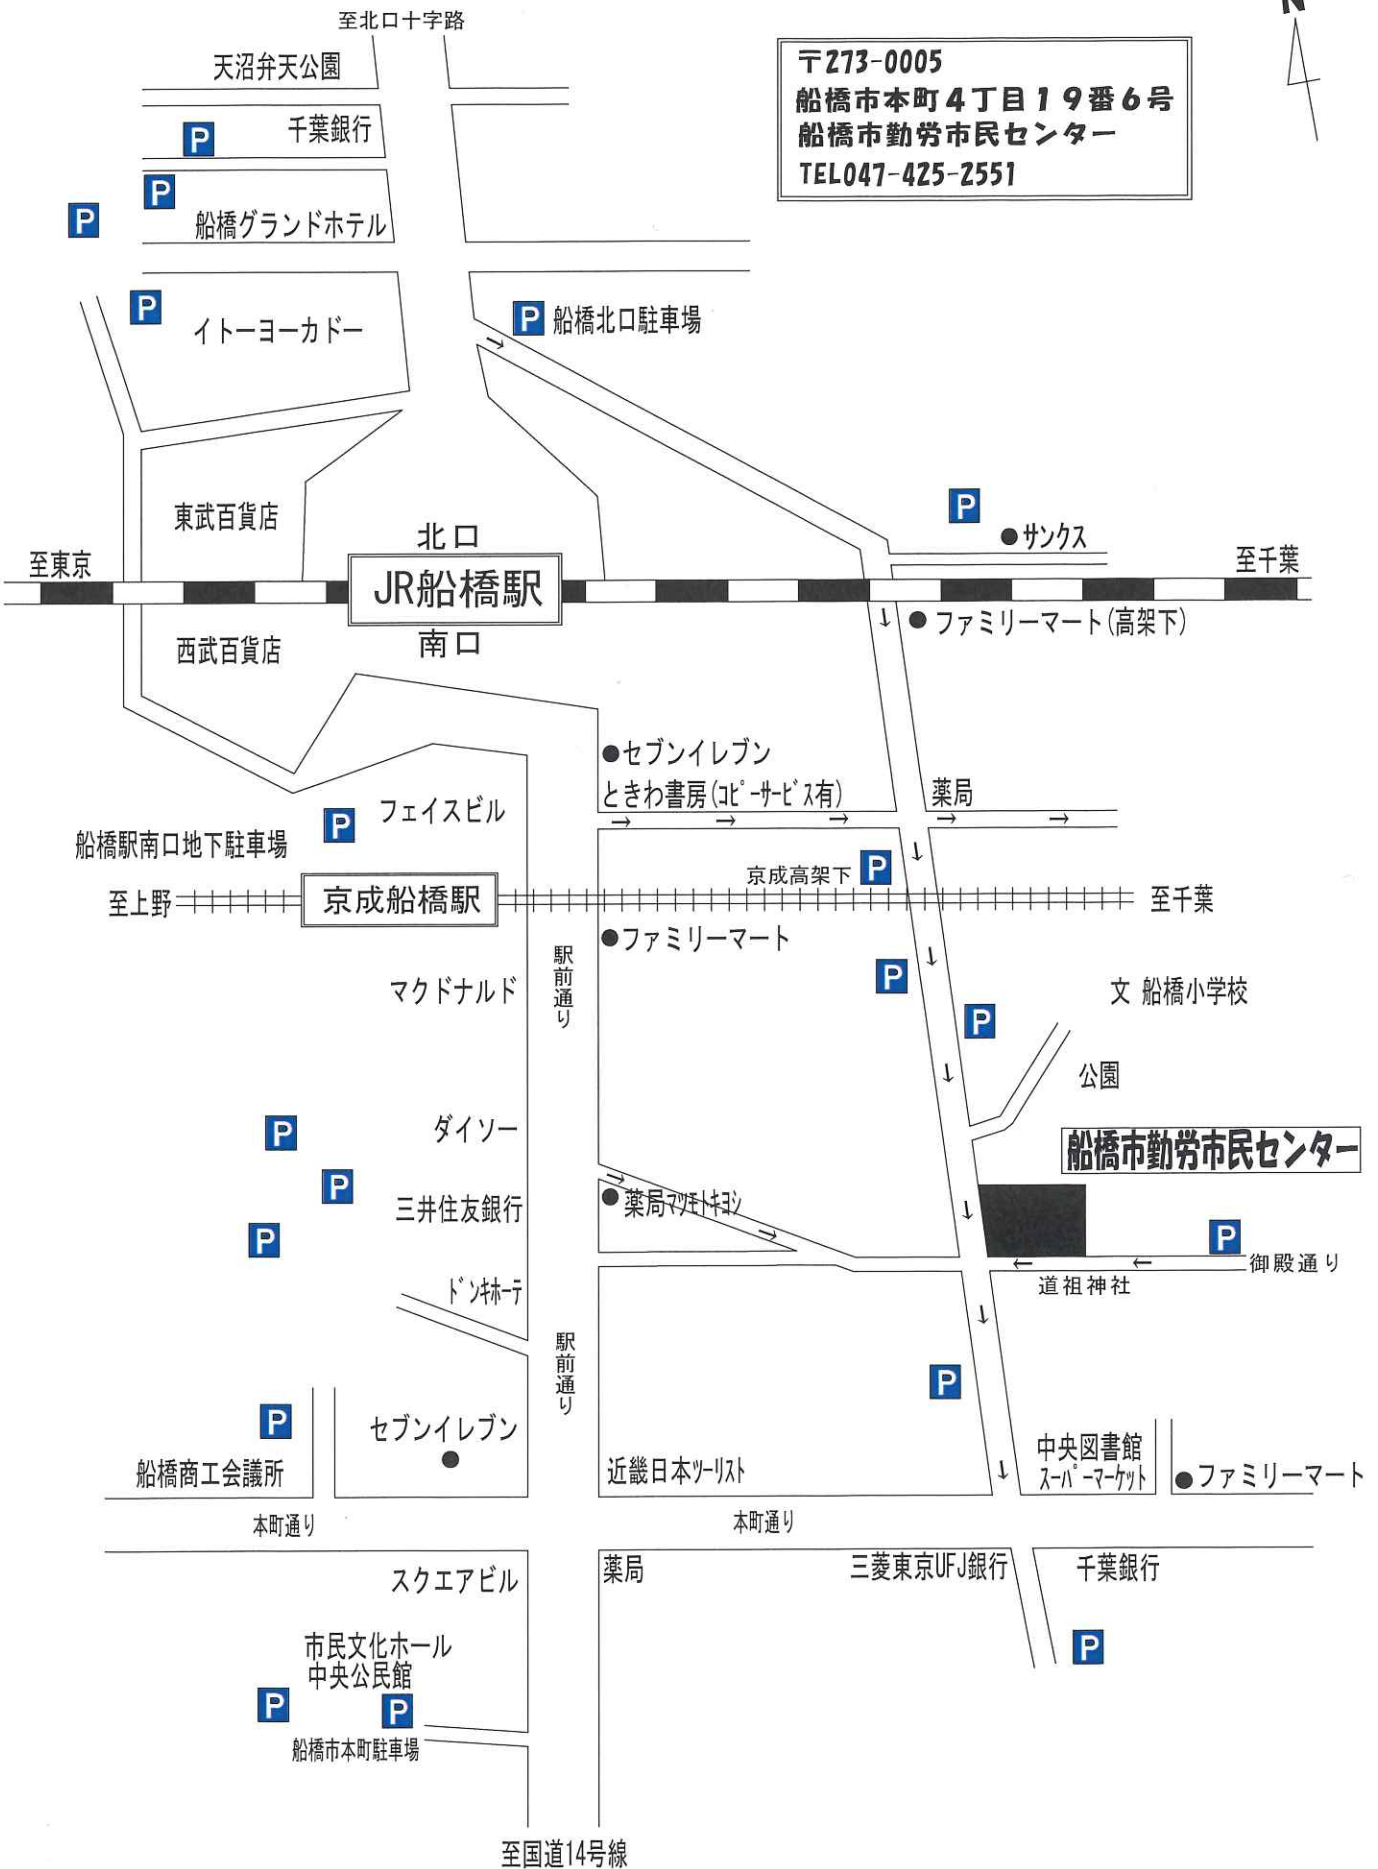 至北口十字路
N
天沼弁天公園
〒273-0005
船橋市本町4丁目19番6号
船橋市勤労市民センター
TEL047-425-2551
P
千葉銀行
P
P
船橋グランドホテル
P
イトーヨーカドー
P 船橋北口駐車場
東武百貨店
P
●サンクス
北口
至東京
JR船橋駅
至千葉
南口
●ファミリーマート(高架下)
西武百貨店
●セブンイレブン
ときわ書房(コピーサービス有)
薬局
P
フェイスビル
船橋駅南口地下駐車場
京成高架下
P
至上野
京成船橋駅
至千葉
●ファミリーマート
駅前通り
マクドナルド
P
P
文 船橋小学校
公園
P
ダイソー
船橋市勤労市民センター
P
三井住友銀行
●薬局マツモトキヨシ
P
P
御殿通り
道祖神社
ドンキホーテ
駅前通り
P
P
セブンイレブン
船橋商工会議所
近畿日本ツーリスト
中央図書館
スーパーマーケット
●ファミリーマート
本町通り
本町通り
スクエアビル
薬局
三菱東京UFJ銀行
千葉銀行
市民文化ホール
中央公民館
P
P
P
船橋市本町駐車場
至国道14号線